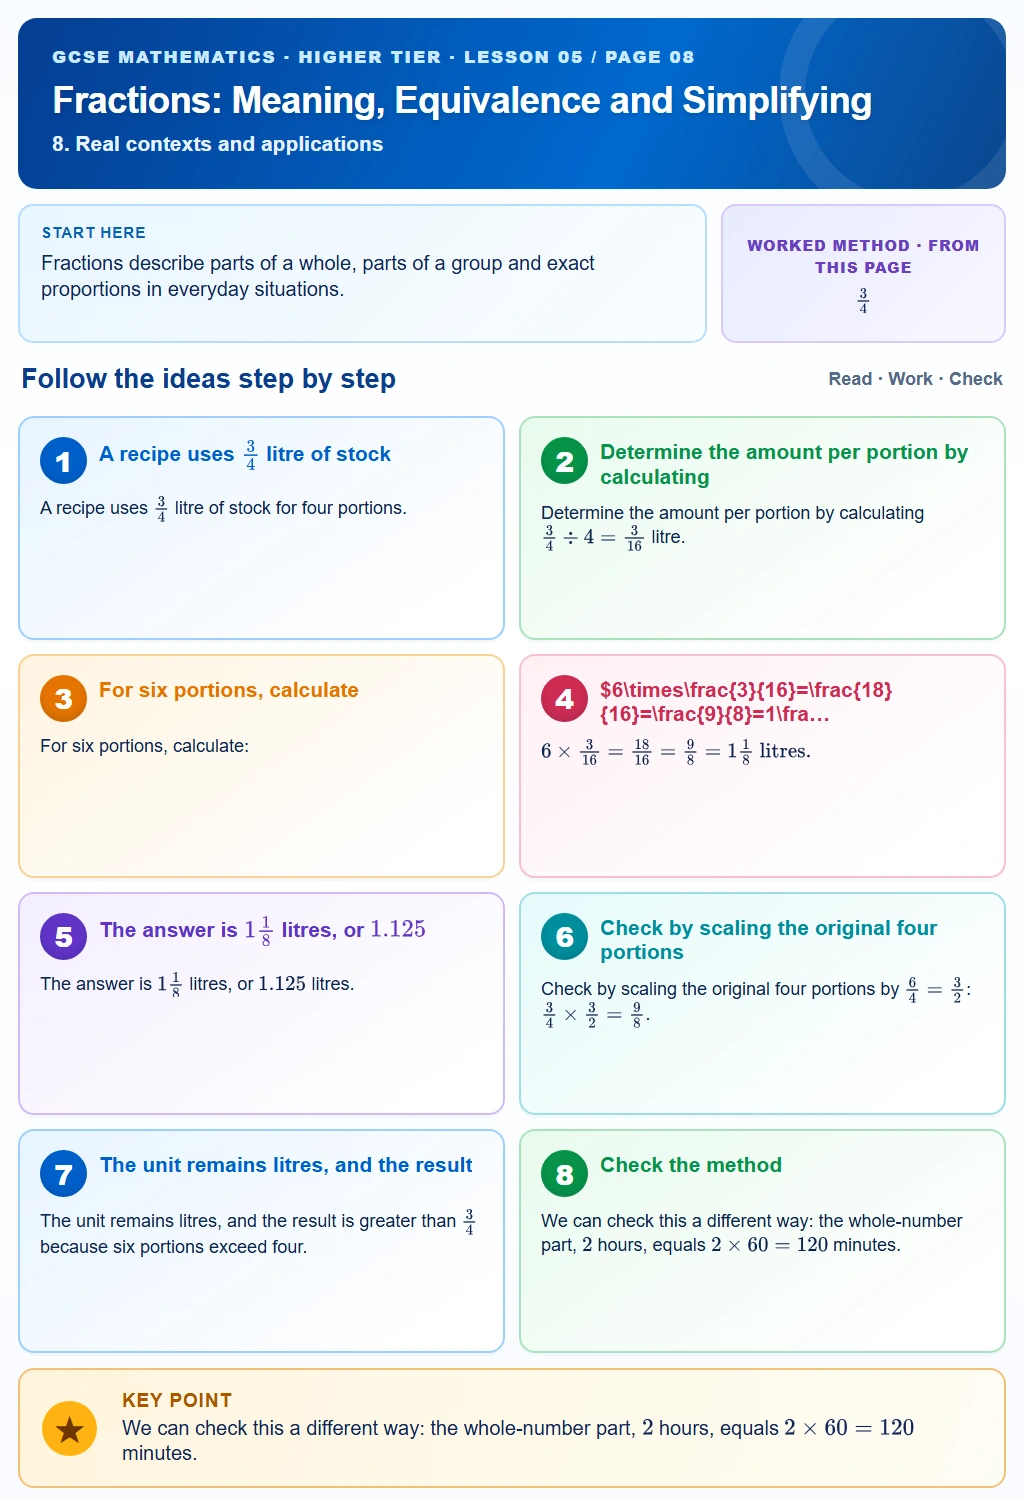 GCSE MATHEMATICS · HIGHER TIER · LESSON 05 / PAGE 08
Fractions: Meaning, Equivalence and Simplifying
8. Real contexts and applications
START HERE
Fractions describe parts of a whole, parts of a group and exact
proportions in everyday situations.
WORKED METHOD · FROM
THIS PAGE
3/4
Follow the ideas step by step
Read · Work · Check
1 A recipe uses 3/4 litre of stock
A recipe uses 3/4 litre of stock for four portions.
2 Determine the amount per portion by
calculating
Determine the amount per portion by calculating
3/4 ÷ 4 = 3/16 litre.
3 For six portions, calculate
For six portions, calculate:
4 $6\times\frac{3}{16}=\frac{18}
{16}=\frac{9}{8}=1\fra…
6 × 3/16 = 18/16 = 9/8 = 1 1/8 litres.
5 The answer is 1 1/8 litres, or 1.125
The answer is 1 1/8 litres, or 1.125 litres.
6 Check by scaling the original four
portions
Check by scaling the original four portions by 6/4 = 3/2:
3/4 × 3/2 = 9/8.
7 The unit remains litres, and the result
The unit remains litres, and the result is greater than 3/4
because six portions exceed four.
8 Check the method
We can check this a different way: the whole-number
part, 2 hours, equals 2 × 60 = 120 minutes.
KEY POINT
We can check this a different way: the whole-number part, 2 hours, equals 2 × 60 = 120
minutes.